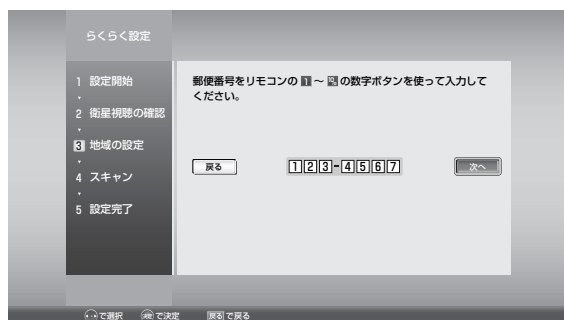 らくらく設定
1 設定開始
2 衛星視聴の確認
3 地域の設定
4 スキャン
5 設定完了
郵便番号をリモコンの 1 ～ 10 の数字ボタンを使って入力して
ください。
戻る 123-4567 次へ
で選択 決定 で決定 戻る で戻る